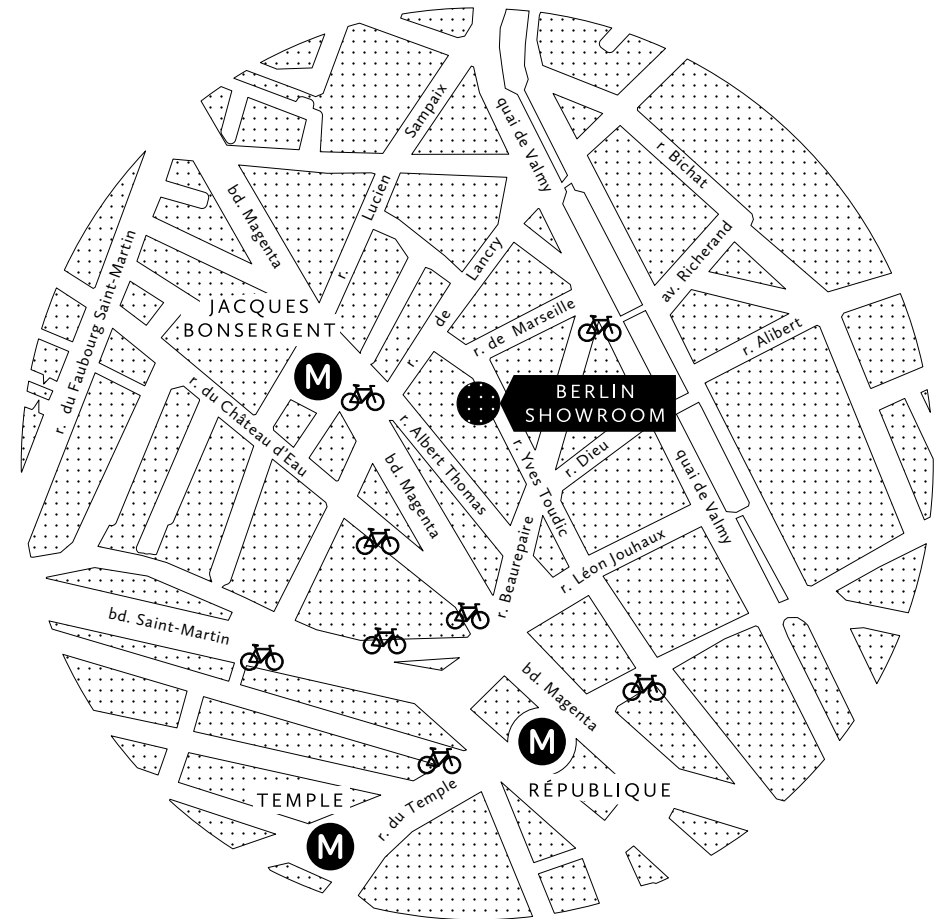 Sampaix
quai de Valmy
r. Bichat
Lucien
bd. Magenta
r.
Lancry
de
r.
av. Richerand
r. du Faubourg Saint-Martin
JACQUES
BONSERGENT
M
r. de Marseille
r. Alibert
BERLIN
SHOWROOM
r. du Château d'Eau
r. Albert Thomas
bd. Magenta
r. Yves Toudic
r. Dieu
quai de Valmy
r. Beaurepaire
r. Léon Jouhaux
bd. Saint-Martin
bd. Magenta
M
RÉPUBLIQUE
TEMPLE
M
r. du Temple